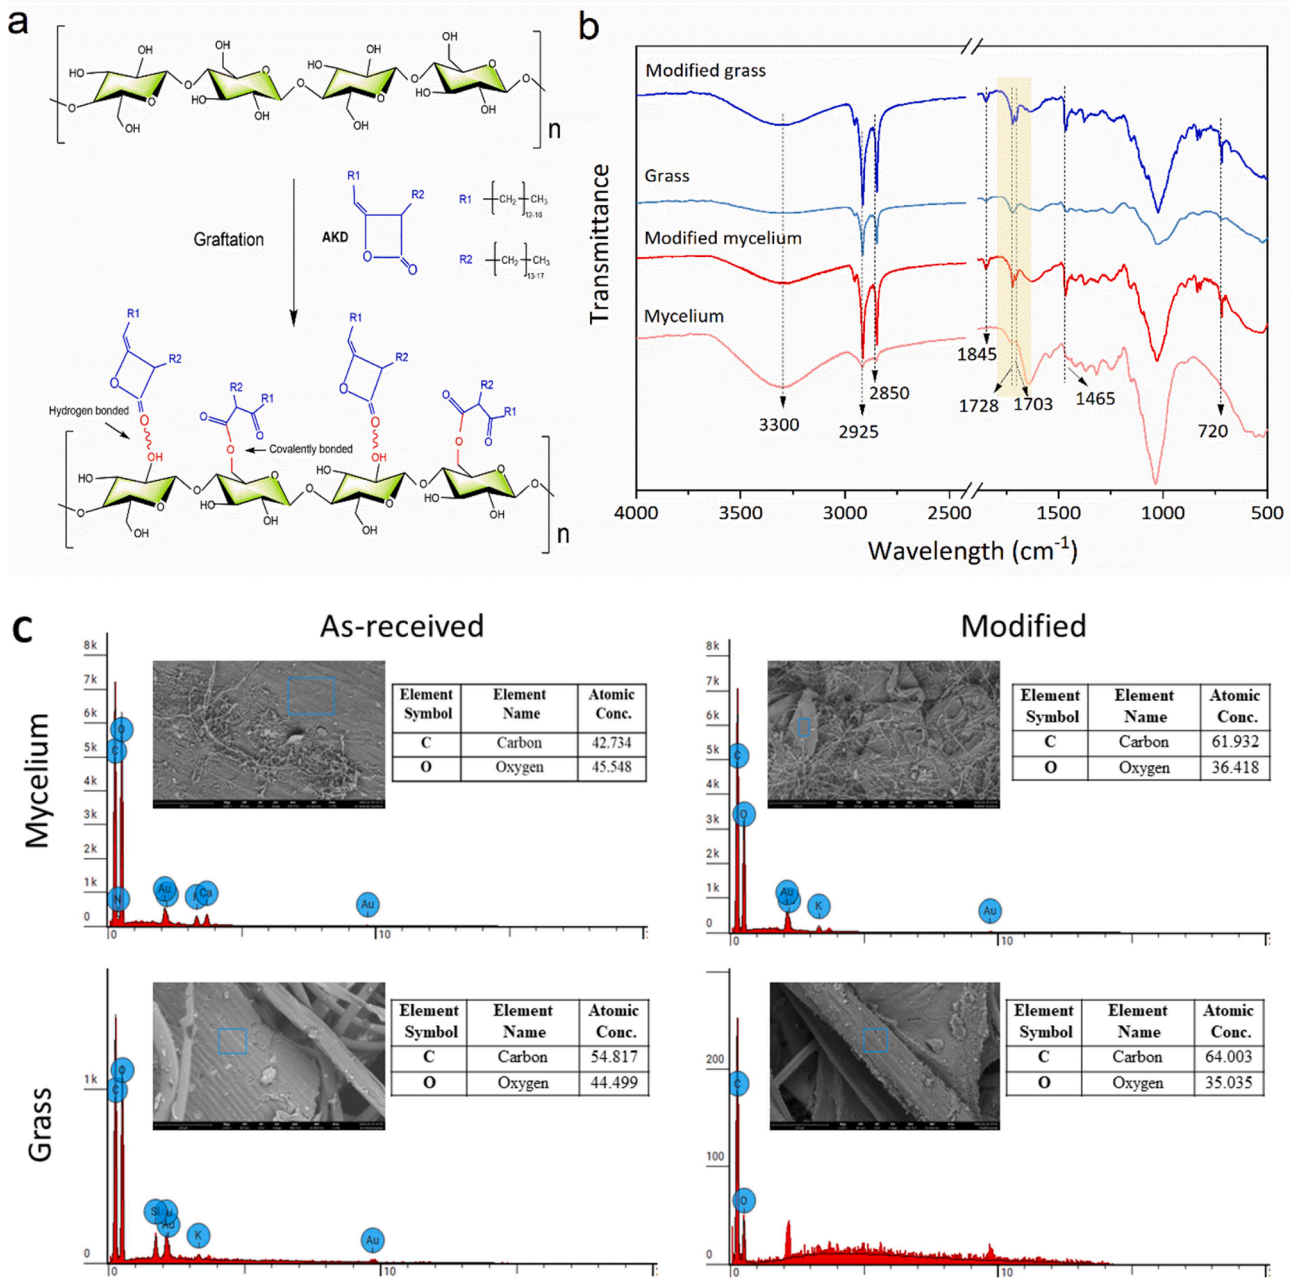 a
OH
OH
OH
OH
HO
O
O
HO
O
O
O
O
HO
O
HO
O
OH
OH
OH
OH
n
R1
R2
AKD
O
O
R1 —[CH₂]12-16—CH₃
R2 —[CH₂]13-17—CH₃
Graftation
R1
R2
O
O
R2
O
R1
O
O
R1
R2
O
O
R2
O
R1
O
O
Hydrogen bonded
Covalently bonded
HO
OH
O
O
O
O
HO
OH
HO
OH
O
O
O
HO
O
OH
OH
OH
n
b
Transmittance
Modified grass
Grass
Modified mycelium
Mycelium
3300
2925
2850
1845
1728
1703
1465
720
4000
3500
3000
2500
1500
1000
500
Wavelength (cm⁻¹)
c
As-received
Modified
Mycelium
8k
7k
6k
5k
4k
3k
2k
1k
0
O
C
N
Au
Ca
Au
0
10
Element Symbol
Element Name
Atomic Conc.
C Carbon 42.734
O Oxygen 45.548
8k
7k
6k
5k
4k
3k
2k
1k
0
C
O
Au
K
Au
0
10
Element Symbol
Element Name
Atomic Conc.
C Carbon 61.932
O Oxygen 36.418
Grass
1k
0
O
C
Si
Au
K
Au
0
10
Element Symbol
Element Name
Atomic Conc.
C Carbon 54.817
O Oxygen 44.499
200
100
0
C
O
0
10
Element Symbol
Element Name
Atomic Conc.
C Carbon 64.003
O Oxygen 35.035